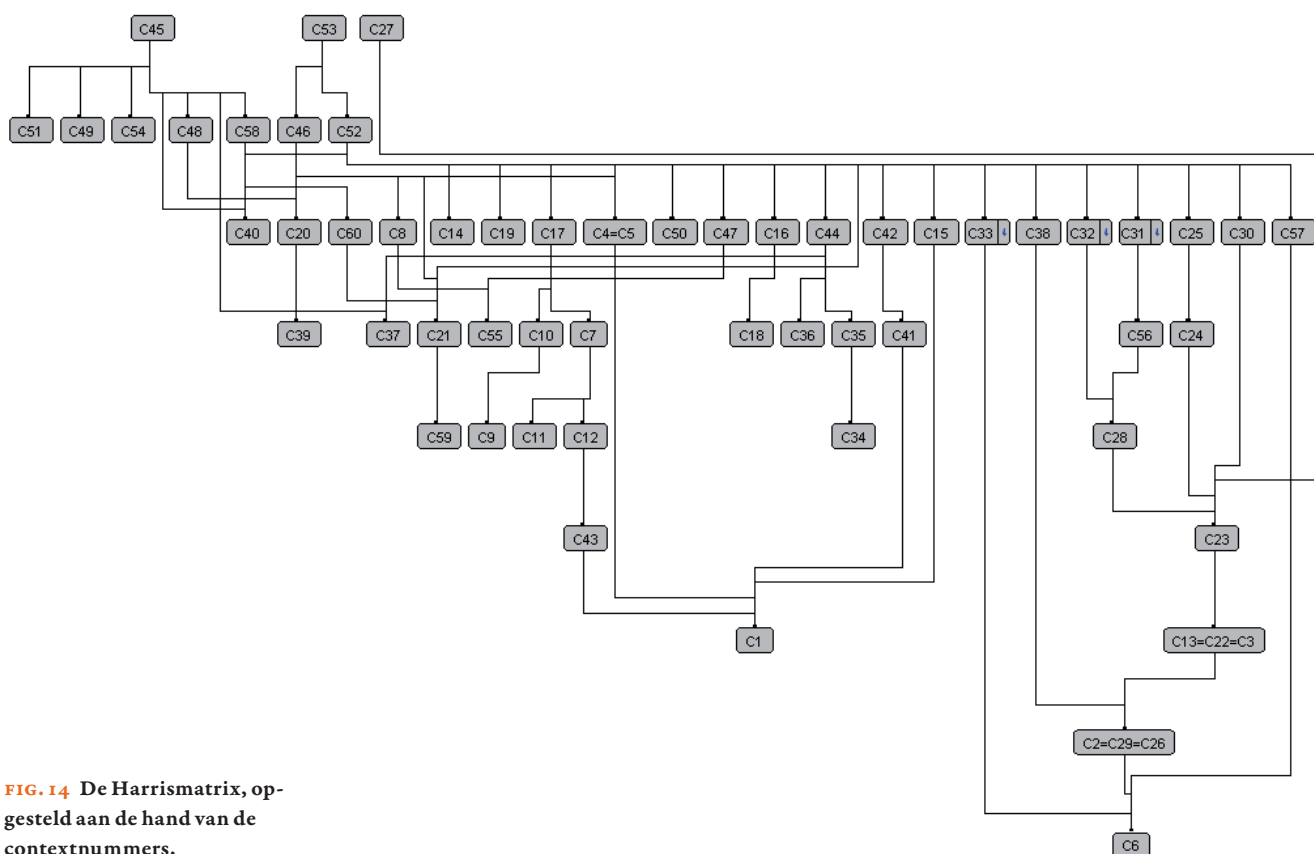 C45 C53 C27
C51 C49 C54 C48 C58 C46 C52
C40 C20 C60 C8 C14 C19 C17 C4=C5 C50 C47 C16 C44 C42 C15 C33 C38 C32 C31 C25 C30 C57
C39 C37 C21 C55 C10 C7 C18 C36 C35 C41 C56 C24
C59 C9 C11 C12 C34 C28
C43 C23
C1 C13=C22=C3
C2=C29=C26
C6
FIG. 14 De Harrismatrix, op-
gesteld aan de hand van de
contextnummers.